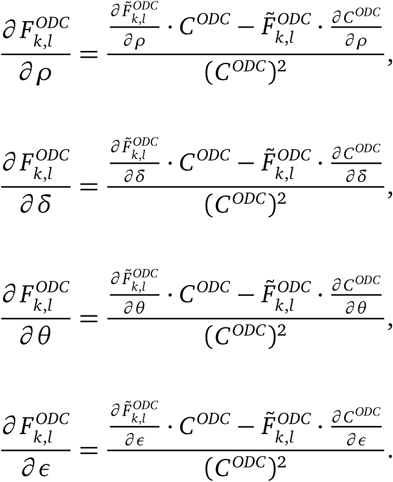 \frac{\partial F_{k,l}^{ODC}}{\partial \rho} = \frac{\frac{\partial \tilde{F}_{k,l}^{ODC}}{\partial \rho} \cdot C^{ODC} - \tilde{F}_{k,l}^{ODC} \cdot \frac{\partial C^{ODC}}{\partial \rho}}{(C^{ODC})^2},
\frac{\partial F_{k,l}^{ODC}}{\partial \delta} = \frac{\frac{\partial \tilde{F}_{k,l}^{ODC}}{\partial \delta} \cdot C^{ODC} - \tilde{F}_{k,l}^{ODC} \cdot \frac{\partial C^{ODC}}{\partial \delta}}{(C^{ODC})^2},
\frac{\partial F_{k,l}^{ODC}}{\partial \theta} = \frac{\frac{\partial \tilde{F}_{k,l}^{ODC}}{\partial \theta} \cdot C^{ODC} - \tilde{F}_{k,l}^{ODC} \cdot \frac{\partial C^{ODC}}{\partial \theta}}{(C^{ODC})^2},
\frac{\partial F_{k,l}^{ODC}}{\partial \epsilon} = \frac{\frac{\partial \tilde{F}_{k,l}^{ODC}}{\partial \epsilon} \cdot C^{ODC} - \tilde{F}_{k,l}^{ODC} \cdot \frac{\partial C^{ODC}}{\partial \epsilon}}{(C^{ODC})^2}.